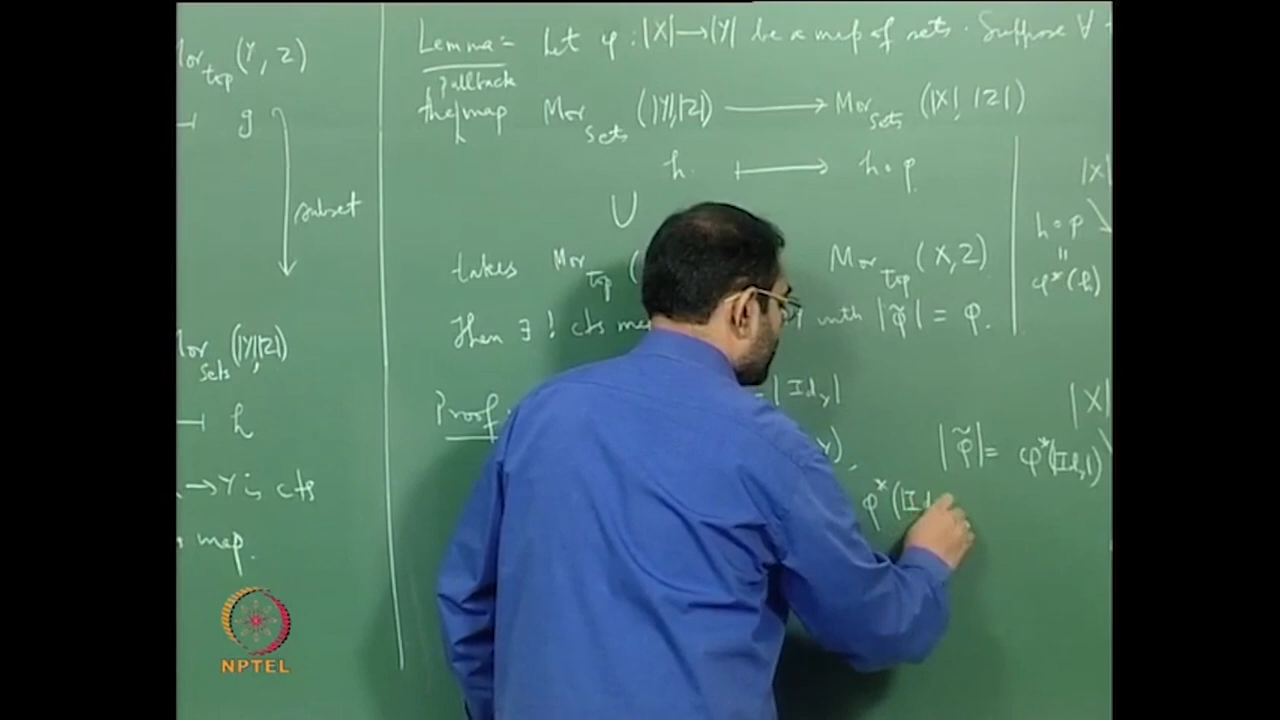 Mor_top (Y, Z)
g
subset
Mor_Sets (|Y|,|Z|)
h
→ Y is cts
map.
Lemma:- Let φ : |X| → |Y| be a map of sets. Suppose ∀
Pullback
the map Mor_Sets (|Y|,|Z|) ⟶ Mor_Sets (|X|, |Z|)
h ⟼ h∘φ
∪
takes Mor_top ( Mor_top (X, Z)
Then ∃ ! cts with |φ̃| = φ.
Proof: = |Id_Y|
|φ̃| = φ*(|Id_Y|)
φ*(|Id
|X|
h∘φ
"
φ*(h)
|X|
NPTEL